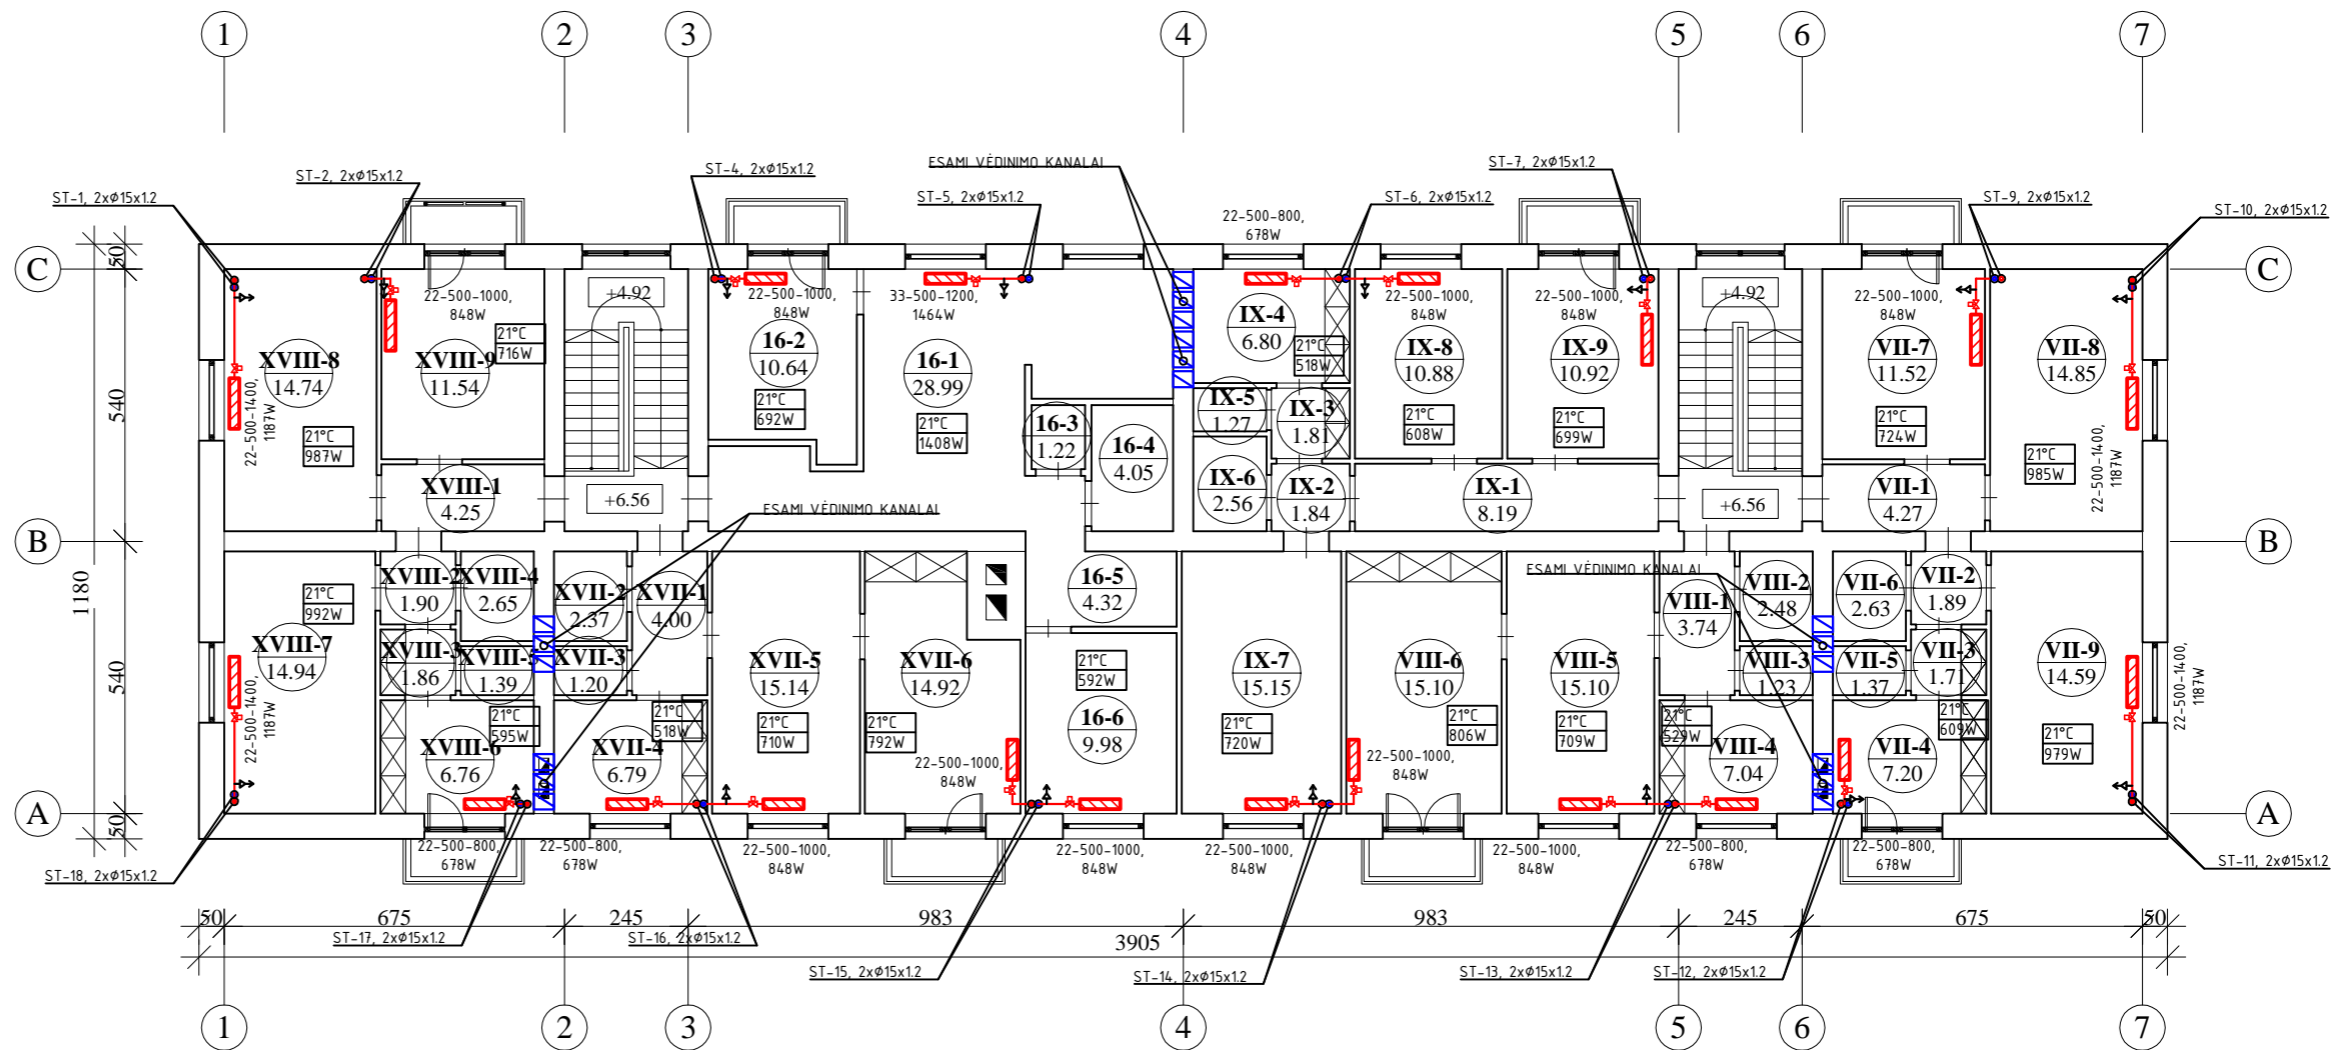 1
2
3
4
5
6
7
ST-1, 2xø15x1.2
ST-2, 2xø15x1.2
ST-4, 2xø15x1.2
ESAMI VĖDINIMO KANALAI
ST-5, 2xø15x1.2
ST-6, 2xø15x1.2
ST-7, 2xø15x1.2
ST-9, 2xø15x1.2
ST-10, 2xø15x1.2
22-500-800,
678W
C
C
50
540
1180
540
50
B
B
A
A
+4.92
+4.92
+6.56
+6.56
22-500-1000,
848W
22-500-1000,
848W
33-500-1200,
1464W
22-500-1000,
848W
22-500-1000,
848W
22-500-1000,
848W
22-500-1400,
1187W
22-500-1400,
1187W
XVIII-8
14.74
21°C
987W
XVIII-9
11.54
21°C
716W
XVIII-1
4.25
16-2
10.64
21°C
692W
16-1
28.99
21°C
1408W
16-3
1.22
16-4
4.05
IX-4
6.80
21°C
518W
IX-5
1.27
IX-3
1.81
IX-6
2.56
IX-2
1.84
IX-8
10.88
21°C
608W
IX-9
10.92
21°C
699W
IX-1
8.19
VII-7
11.52
21°C
724W
VII-8
14.85
21°C
985W
VII-1
4.27
ESAMI VĖDINIMO KANALAI
ESAMI VĖDINIMO KANALAI
XVIII-7
14.94
21°C
992W
22-500-1400,
1187W
XVIII-2
1.90
XVIII-4
2.65
XVIII-3
1.86
XVIII-5
1.39
XVIII-6
6.76
21°C
595W
XVII-2
2.37
XVII-1
4.00
XVII-3
1.20
XVII-4
6.79
21°C
518W
XVII-5
15.14
21°C
710W
XVII-6
14.92
21°C
792W
22-500-1000,
848W
16-5
4.32
21°C
592W
16-6
9.98
IX-7
15.15
21°C
720W
VIII-6
15.10
21°C
806W
22-500-1000,
848W
VIII-5
15.10
21°C
709W
VIII-1
3.74
VIII-2
2.48
VIII-3
1.23
21°C
529W
VIII-4
7.04
VII-6
2.63
VII-2
1.89
VII-5
1.37
VII-3
1.71
VII-4
7.20
21°C
609W
VII-9
14.59
21°C
979W
22-500-1400,
1187W
22-500-800,
678W
22-500-800,
678W
22-500-1000,
848W
22-500-1000,
848W
22-500-1000,
848W
22-500-1000,
848W
22-500-800,
678W
22-500-800,
678W
ST-18, 2xø15x1.2
ST-11, 2xø15x1.2
50
675
245
983
983
245
675
50
3905
ST-17, 2xø15x1.2
ST-16, 2xø15x1.2
ST-15, 2xø15x1.2
ST-14, 2xø15x1.2
ST-13, 2xø15x1.2
ST-12, 2xø15x1.2
1
2
3
4
5
6
7